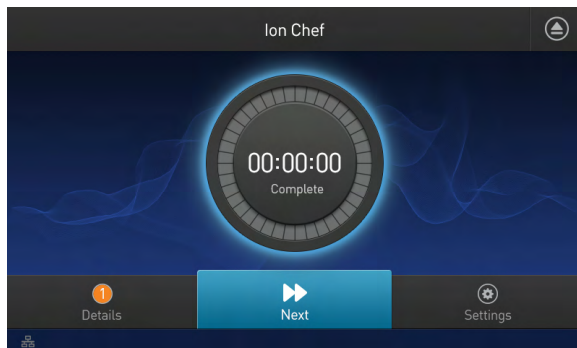 Ion Chef
00:00:00
Complete
1
Details
Next
Settings